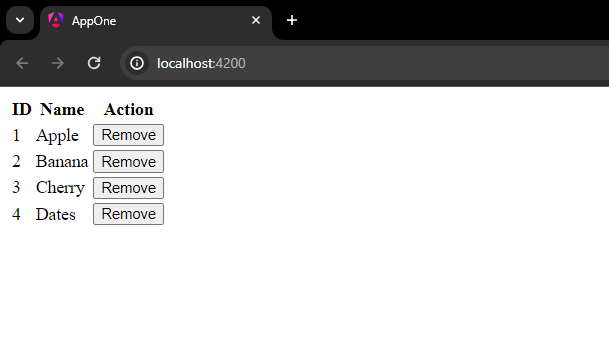 AppOne
localhost:4200
ID Name Action
1 Apple Remove
2 Banana Remove
3 Cherry Remove
4 Dates Remove